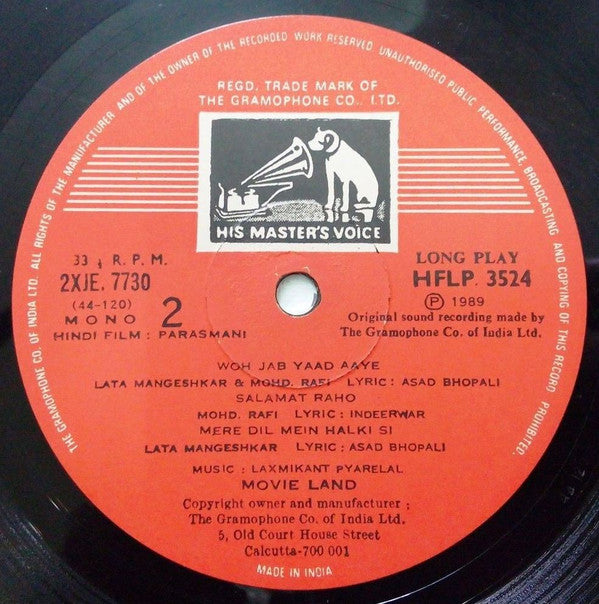 THE GRAMOPHONE CO. OF INDIA LTD. ALL RIGHTS OF THE MANUFACTURER AND OF THE OWNER OF THE RECORDED WORK RESERVED UNAUTHORISED PUBLIC PERFORMANCE, BROADCASTING AND COPYING OF THIS RECORD PROHIBITED.
REGD. TRADE MARK OF
THE GRAMOPHONE CO., LTD.
HIS MASTER'S VOICE
33 ⅓ R. P. M.
2XJE. 7730
(44-120)
MONO 2
HINDI FILM : PARASMANI
LONG PLAY
HFLP. 3524
Ⓟ 1989
Original sound recording made by
The Gramophone Co. of India Ltd.
WOH JAB YAAD AAYE
LATA MANGESHKAR & MOHD. RAFI LYRIC: ASAD BHOPALI
SALAMAT RAHO
MOHD. RAFI LYRIC: INDEERWAR
MERE DIL MEIN HALKI SI
LATA MANGESHKAR LYRIC: ASAD BHOPALI
MUSIC : LAXMIKANT PYARELAL
MOVIE LAND
Copyright owner and manufacturer :
The Gramophone Co. of India Ltd.
5, Old Court House Street
Calcutta-700 001
MADE IN INDIA